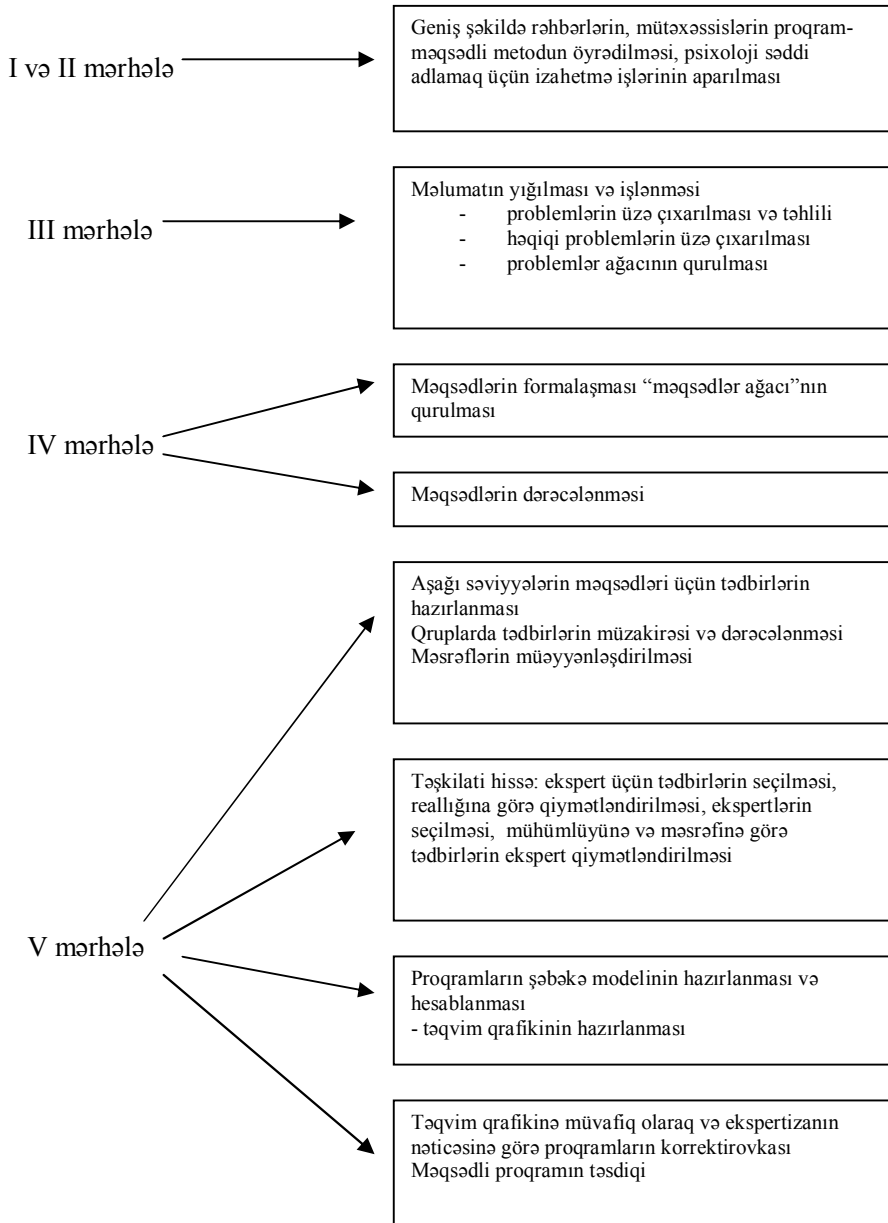 I və II mərhələ
Geniş şəkildə rəhbərlərin, mütəxəssislərin proqram-
məqsədli metodun öyrədilməsi, psixoloji səddi
adlamaq üçün izahetmə işlərinin aparılması
III mərhələ
Məlumatın yığılması və işlənməsi
- problemlərin üzə çıxarılması və təhlili
- həqiqi problemlərin üzə çıxarılması
- problemlər ağacının qurulması
IV mərhələ
Məqsədlərin formalaşması “məqsədlər ağacı”nın
qurulması
Məqsədlərin dərəcələnməsi
V mərhələ
Aşağı səviyyələrin məqsədləri üçün tədbirlərin
hazırlanması
Qruplarda tədbirlərin müzakirəsi və dərəcələnməsi
Məsrəflərin müəyyənləşdirilməsi
Təşkilati hissə: ekspert üçün tədbirlərin seçilməsi,
reallığına görə qiymətləndirilməsi, ekspertlərin
seçilməsi, mühümlüyünə və məsrəfinə görə
tədbirlərin ekspert qiymətləndirilməsi
Proqramların şəbəkə modelinin hazırlanması və
hesablanması
- təqvim qrafikinin hazırlanması
Təqvim qrafikinə müvafiq olaraq və ekspertizanın
nəticəsinə görə proqramların korrektirovkası
Məqsədli proqramın təsdiqi